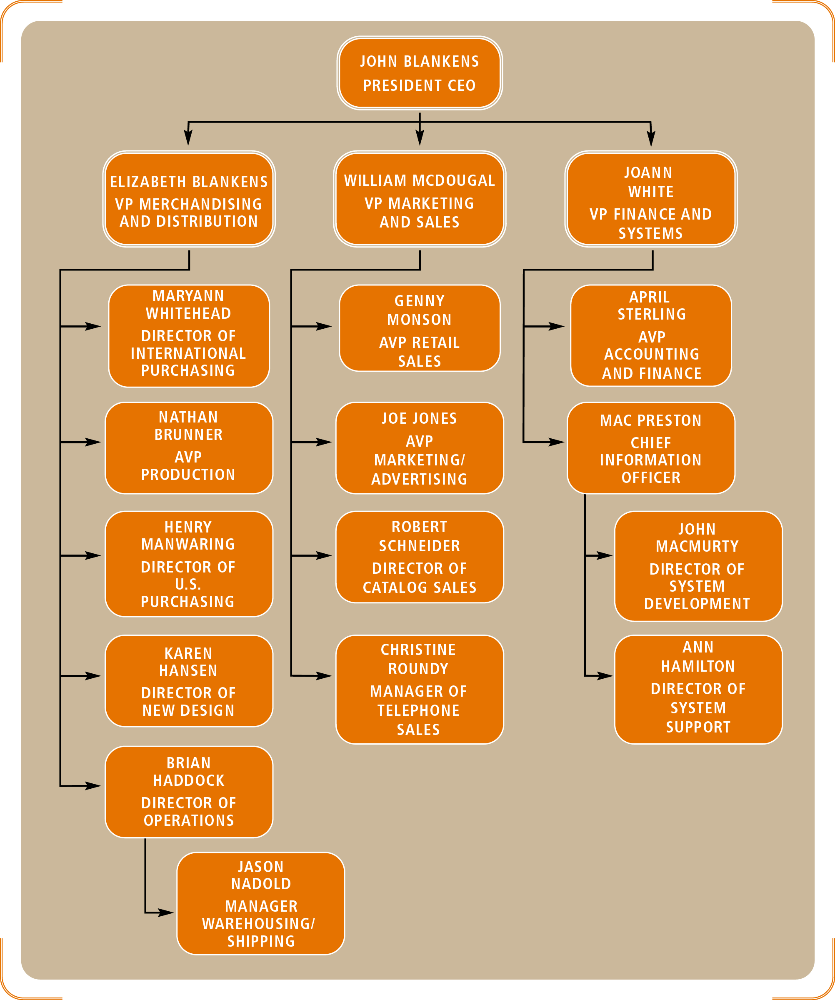 JOHN BLANKENS
PRESIDENT CEO
ELIZABETH BLANKENS
VP MERCHANDISING
AND DISTRIBUTION
WILLIAM MCDOUGAL
VP MARKETING
AND SALES
JOANN
WHITE
VP FINANCE AND
SYSTEMS
MARYANN
WHITEHEAD
DIRECTOR OF
INTERNATIONAL
PURCHASING
NATHAN
BRUNNER
AVP
PRODUCTION
HENRY
MANWARING
DIRECTOR OF
U.S.
PURCHASING
KAREN
HANSEN
DIRECTOR OF
NEW DESIGN
BRIAN
HADDOCK
DIRECTOR OF
OPERATIONS
JASON
NADOLD
MANAGER
WAREHOUSING/
SHIPPING
GENNY
MONSON
AVP RETAIL
SALES
JOE JONES
AVP
MARKETING/
ADVERTISING
ROBERT
SCHNEIDER
DIRECTOR OF
CATALOG SALES
CHRISTINE
ROUNDY
MANAGER OF
TELEPHONE
SALES
APRIL
STERLING
AVP
ACCOUNTING
AND FINANCE
MAC PRESTON
CHIEF
INFORMATION
OFFICER
JOHN
MACMURTY
DIRECTOR OF
SYSTEM
DEVELOPMENT
ANN
HAMILTON
DIRECTOR OF
SYSTEM
SUPPORT